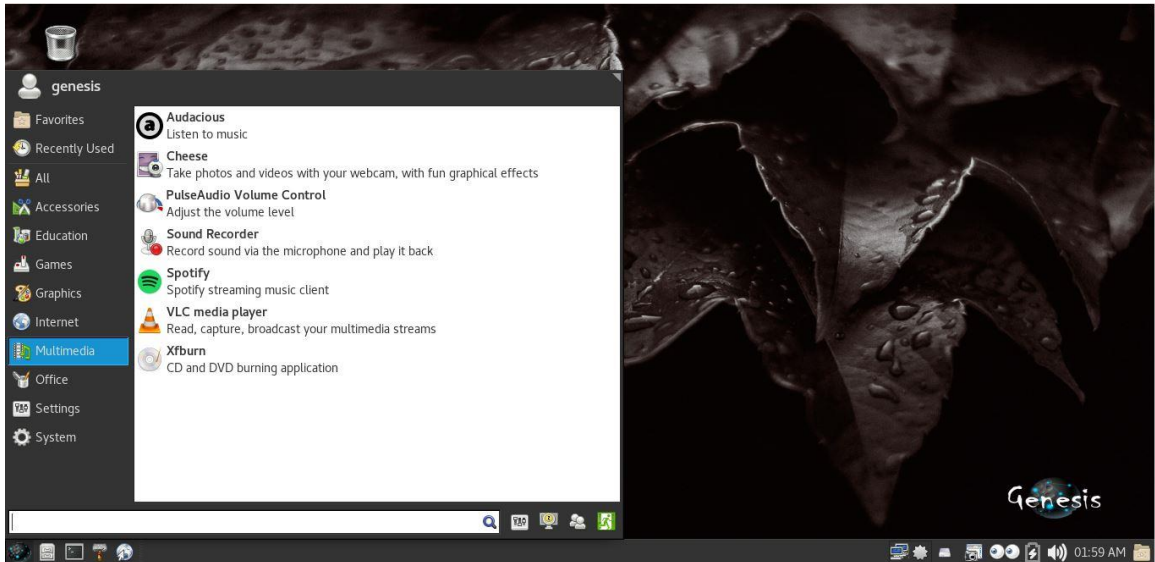 genesis
Favorites
Recently Used
All
Accessories
Education
Games
Graphics
Internet
Multimedia
Office
Settings
System
Audacious
Listen to music
Cheese
Take photos and videos with your webcam, with fun graphical effects
PulseAudio Volume Control
Adjust the volume level
Sound Recorder
Record sound via the microphone and play it back
Spotify
Spotify streaming music client
VLC media player
Read, capture, broadcast your multimedia streams
Xfburn
CD and DVD burning application
Genesis
01:59 AM